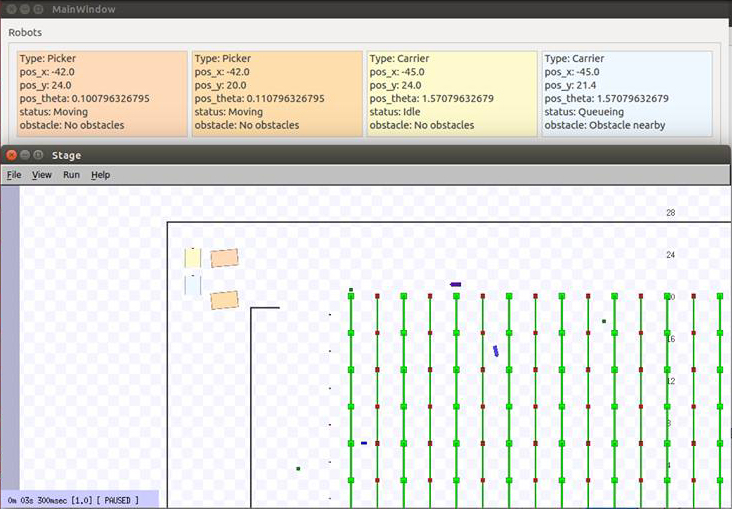 MainWindow
Robots
Type: Picker
pos_x: -42.0
pos_y: 24.0
pos_theta: 0.100796326795
status: Moving
obstacle: No obstacles
Type: Picker
pos_x: -42.0
pos_y: 20.0
pos_theta: 0.110796326795
status: Moving
obstacle: No obstacles
Type: Carrier
pos_x: -45.0
pos_y: 24.0
pos_theta: 1.57079632679
status: Idle
obstacle: No obstacles
Type: Carrier
pos_x: -45.0
pos_y: 21.4
pos_theta: 1.57079632679
status: Queueing
obstacle: Obstacle nearby
Stage
File View Run Help
28
24
16
12
4
0m 03s 300msec [1.0] [ PAUSED ]